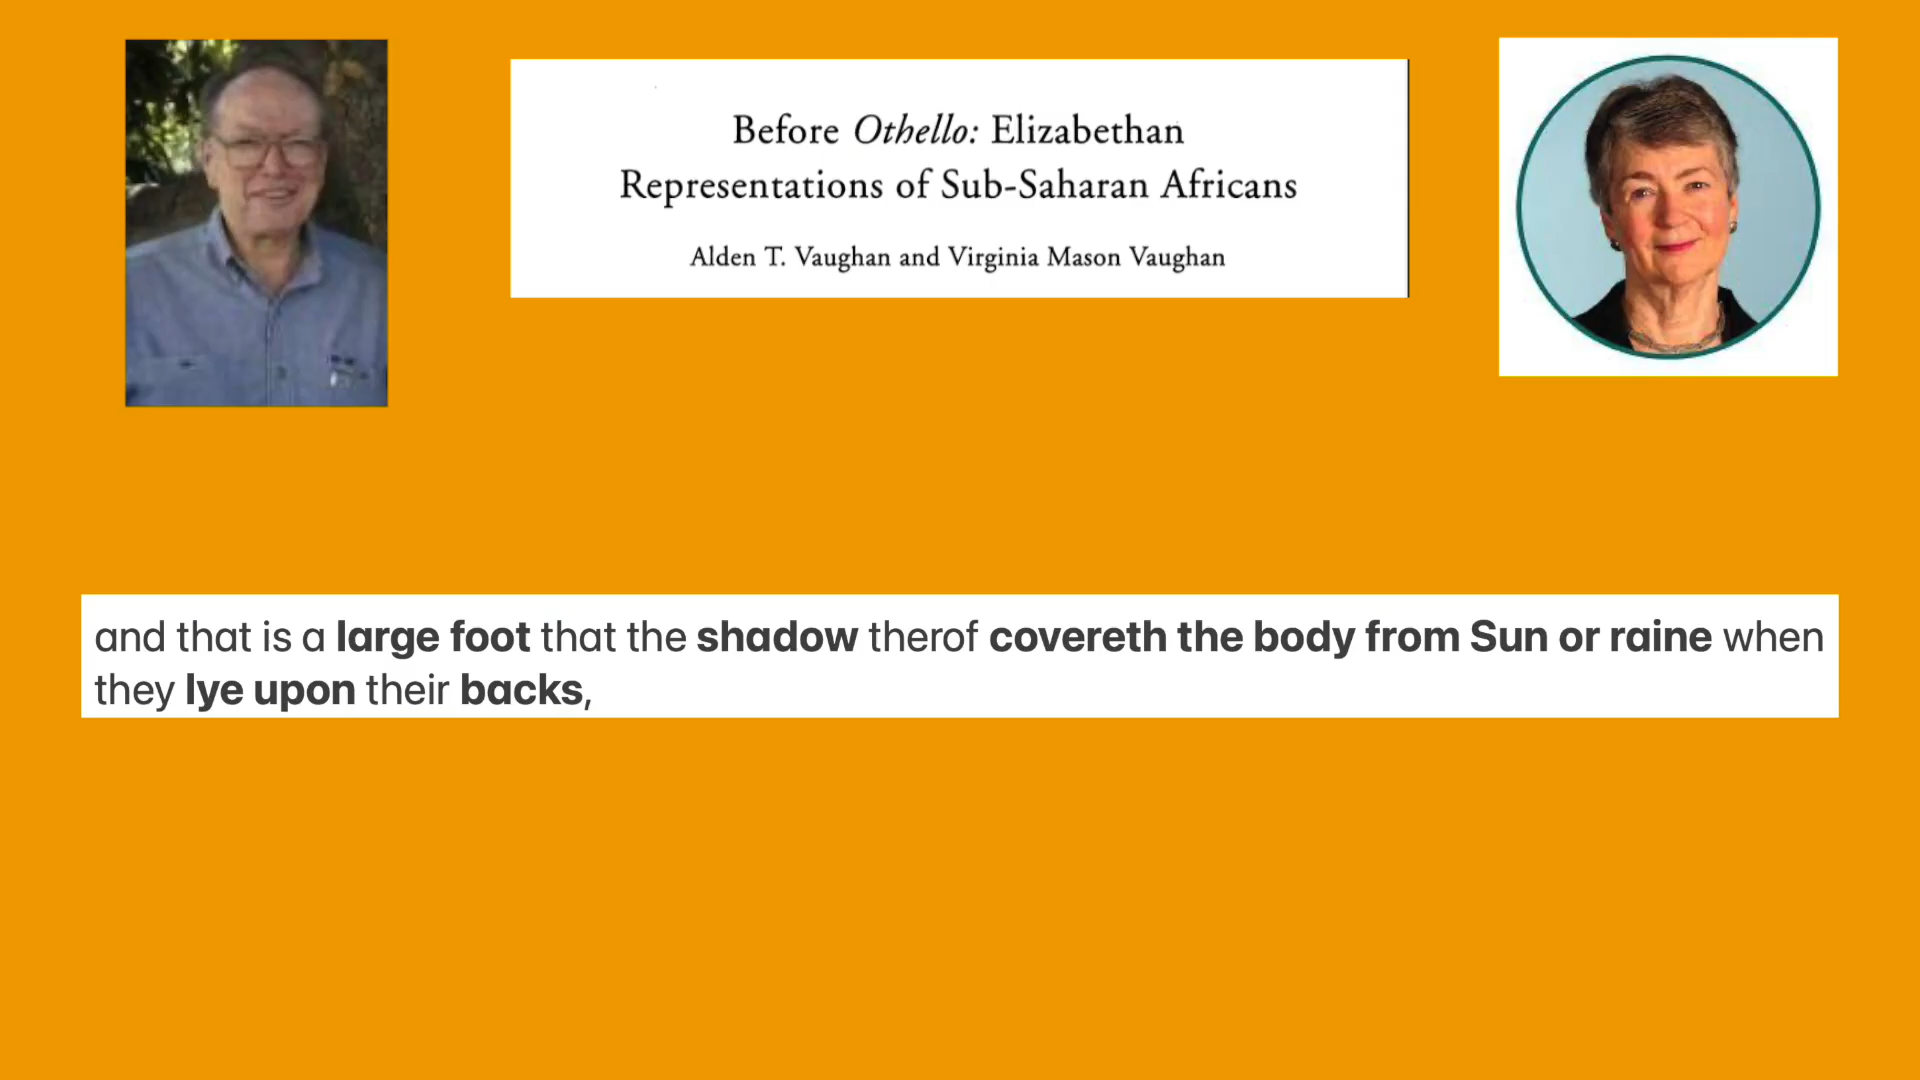 Before Othello: Elizabethan
Representations of Sub-Saharan Africans
Alden T. Vaughan and Virginia Mason Vaughan
and that is a large foot that the shadow therof covereth the body from Sun or raine when
they lye upon their backs,